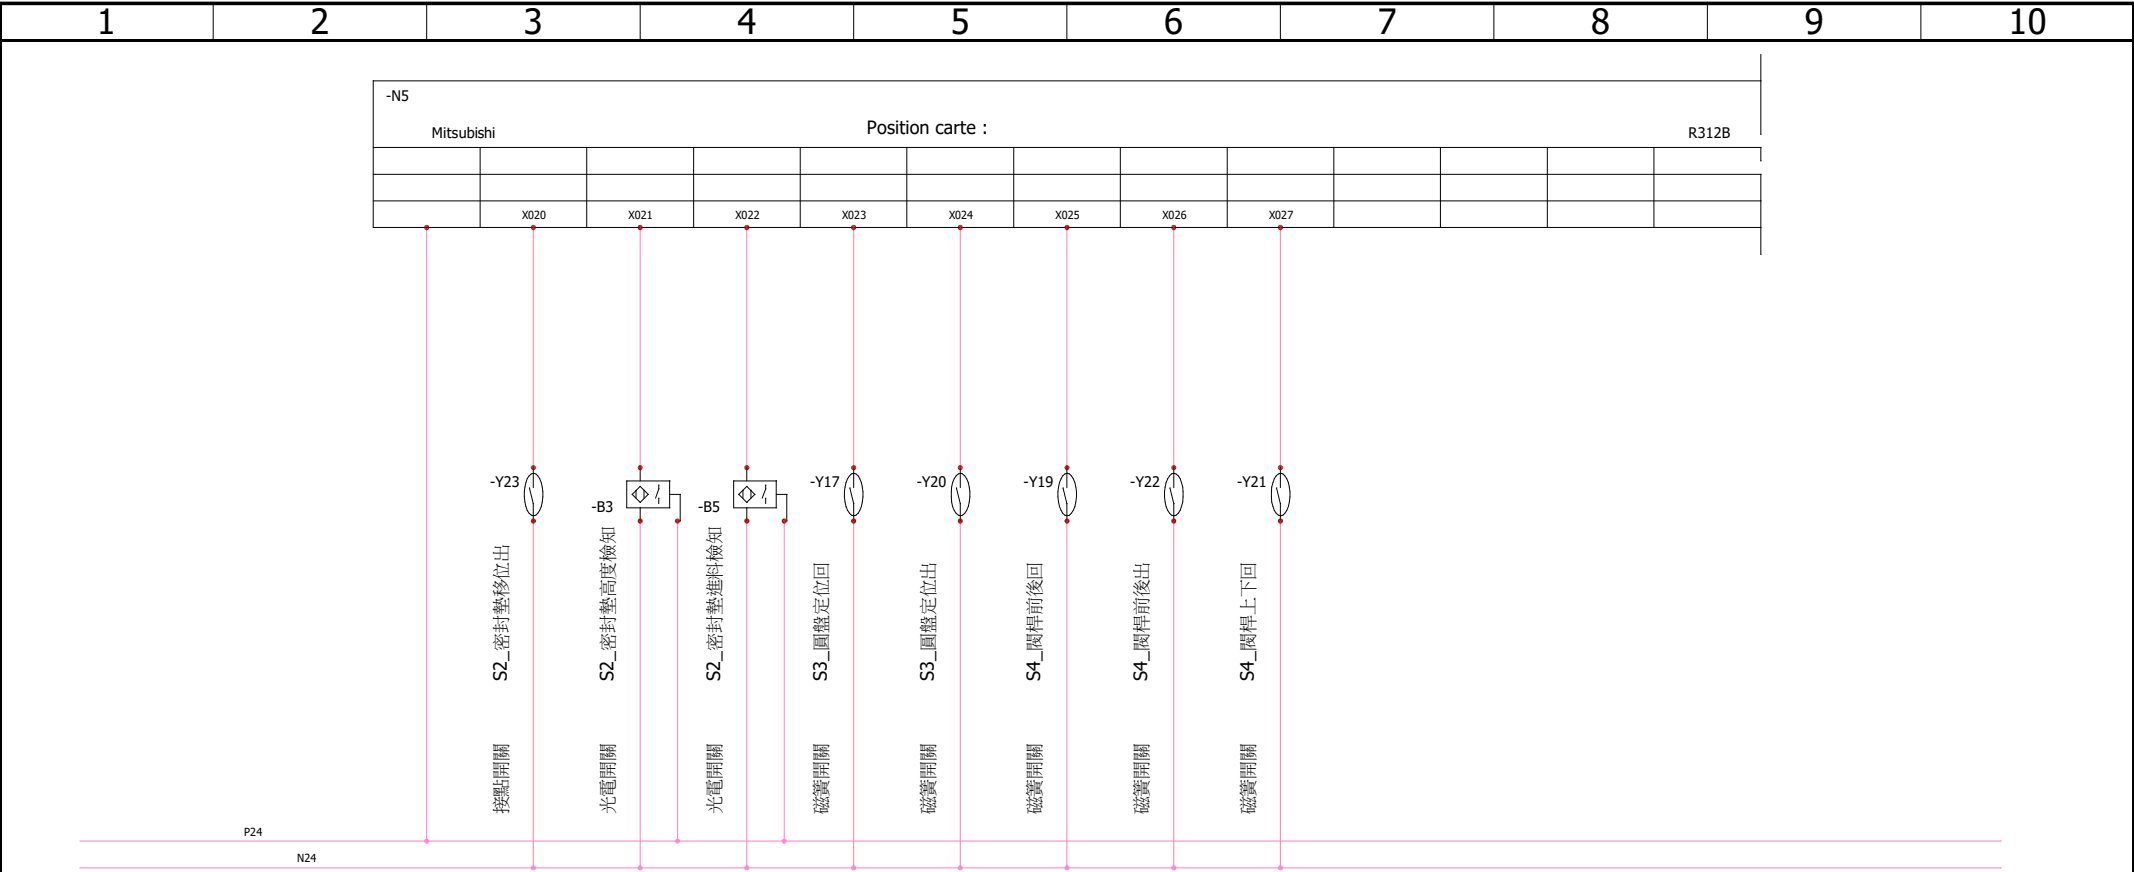 1 2 3 4 5 6 7 8 9 10
-N5
Mitsubishi Position carte : R312B
X020 X021 X022 X023 X024 X025 X026 X027
-Y23 -B3 -B5 -Y17 -Y20 -Y19 -Y22 -Y21
S2_密封墊移位出
S2_密封墊高度檢知
S2_密封墊進料檢知
S3_圓盤定位回
S3_圓盤定位出
S4_閥桿前後回
S4_閥桿前後出
S4_閥桿上下回
接點開關
光電開關
光電開關
磁簧開關
磁簧開關
磁簧開關
磁簧開關
磁簧開關
P24
N24